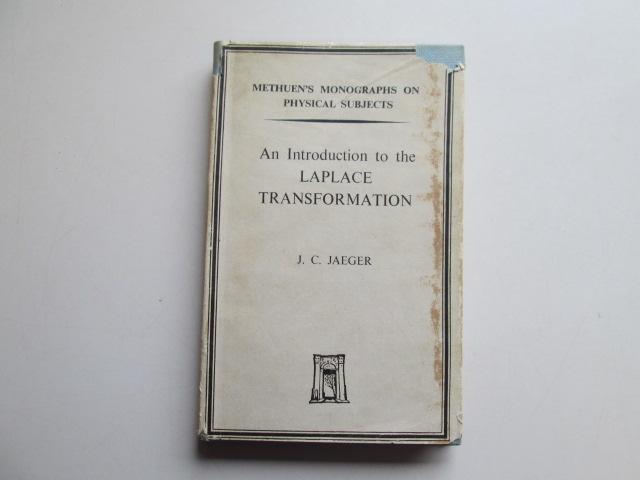 METHUEN'S MONOGRAPHS ON
PHYSICAL SUBJECTS
An Introduction to the
LAPLACE
TRANSFORMATION
J. C. JAEGER